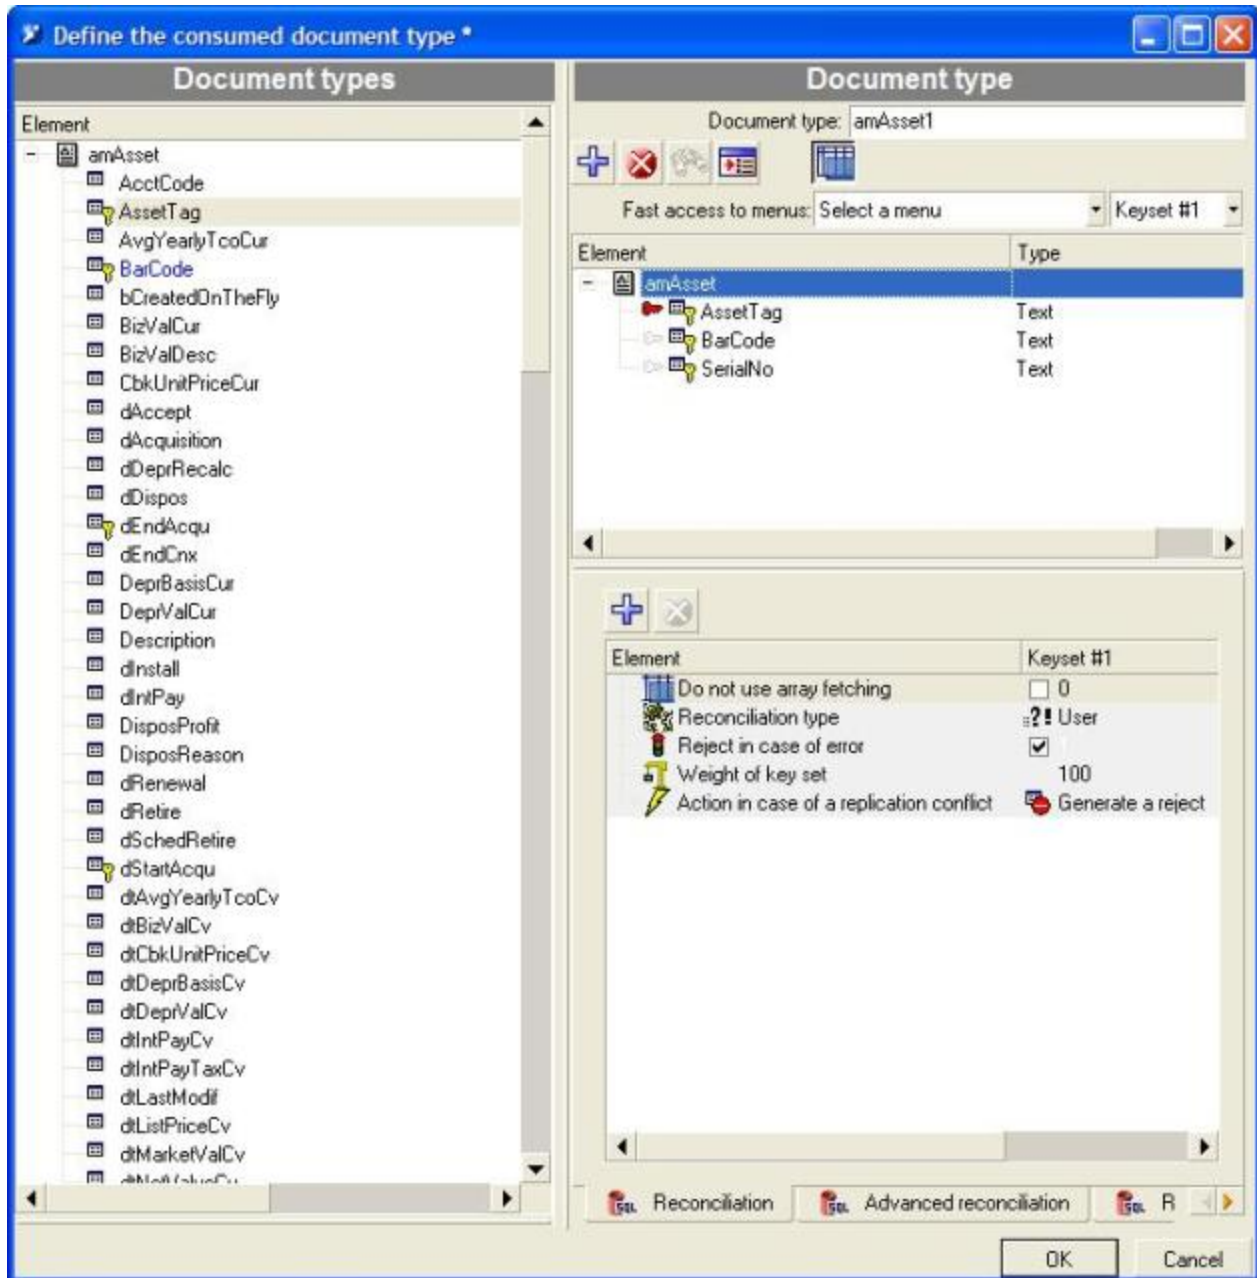 Define the consumed document type *
Document types
Element
amAsset
AcctCode
AssetTag
AvgYearlyTcoCur
BarCode
bCreatedOnTheFly
BizValCur
BizValDesc
CbkUnitPriceCur
dAccept
dAcquisition
dDeprRecalc
dDispos
dEndAcqu
dEndCnx
DeprBasisCur
DeprValCur
Description
dInstall
dIntPay
DisposProfit
DisposReason
dRenewal
dRetire
dSchedRetire
dStartAcqu
dtAvgYearlyTcoCv
dtBizValCv
dtCbkUnitPriceCv
dtDeprBasisCv
dtDeprValCv
dtIntPayCv
dtIntPayTaxCv
dtLastModif
dtListPriceCv
dtMarketValCv
Document type
Document type: amAsset1
Fast access to menus: Select a menu Keyset #1
Element Type
amAsset
AssetTag Text
BarCode Text
SerialNo Text
Element Keyset #1
Do not use array fetching 0
Reconciliation type ?! User
Reject in case of error 1
Weight of key set 100
Action in case of a replication conflict Generate a reject
SQL Reconciliation SQL Advanced reconciliation SQL R
OK Cancel